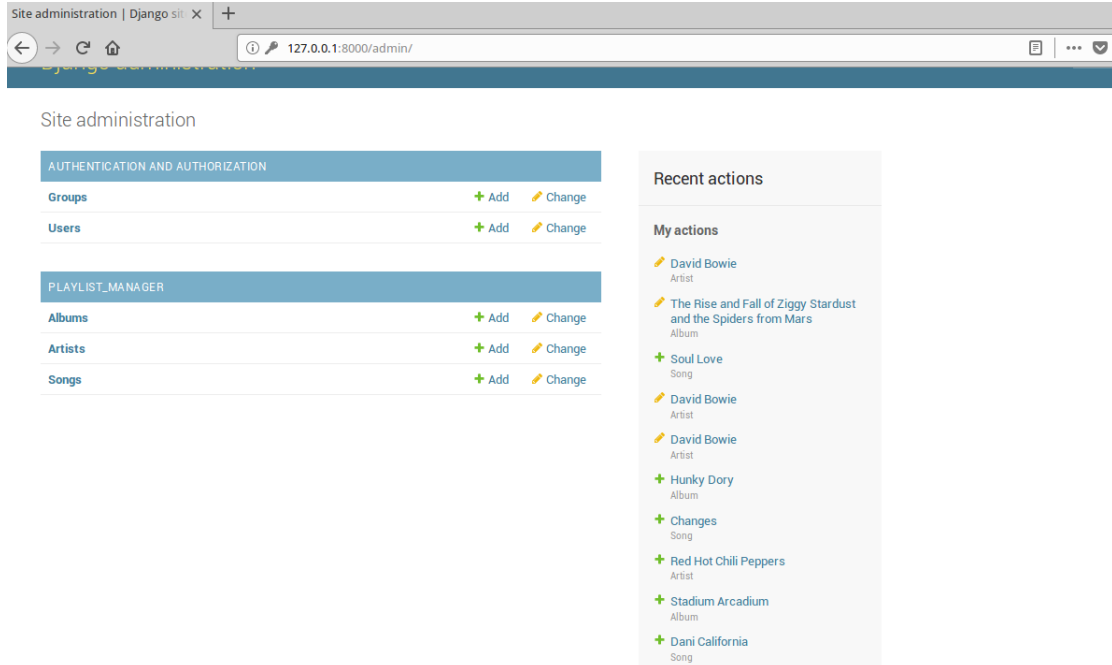 Site administration | Django sit
127.0.0.1:8000/admin/
Django administration
Site administration
AUTHENTICATION AND AUTHORIZATION
Groups Add Change
Users Add Change
PLAYLIST_MANAGER
Albums Add Change
Artists Add Change
Songs Add Change
Recent actions
My actions
David Bowie
Artist
The Rise and Fall of Ziggy Stardust
and the Spiders from Mars
Album
Soul Love
Song
David Bowie
Artist
David Bowie
Artist
Hunky Dory
Album
Changes
Song
Red Hot Chili Peppers
Artist
Stadium Arcadium
Album
Dani California
Song